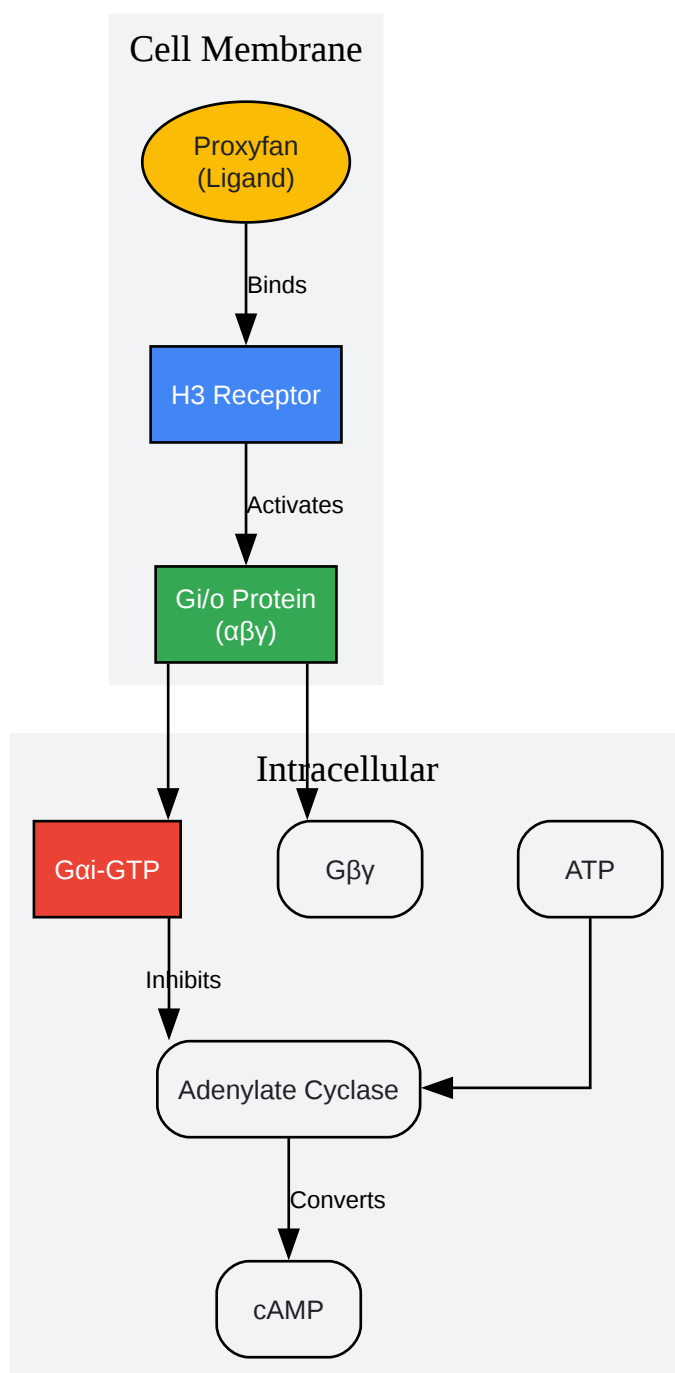 Cell Membrane
Proxyfan
(Ligand)
Binds
H3 Receptor
Activates
Gi/o Protein
(αβγ)
Intracellular
Gαi-GTP
Gβγ
ATP
Inhibits
Adenylate Cyclase
Converts
cAMP